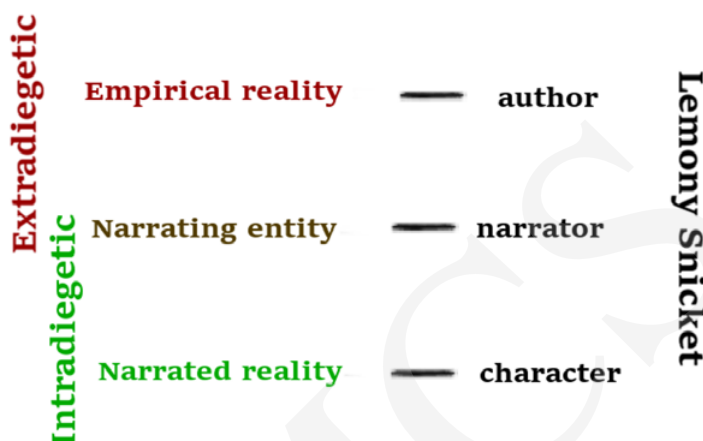 Extradiegetic
Intradiegetic
Empirical reality — author
Narrating entity — narrator
Narrated reality — character
Lemony Snicket